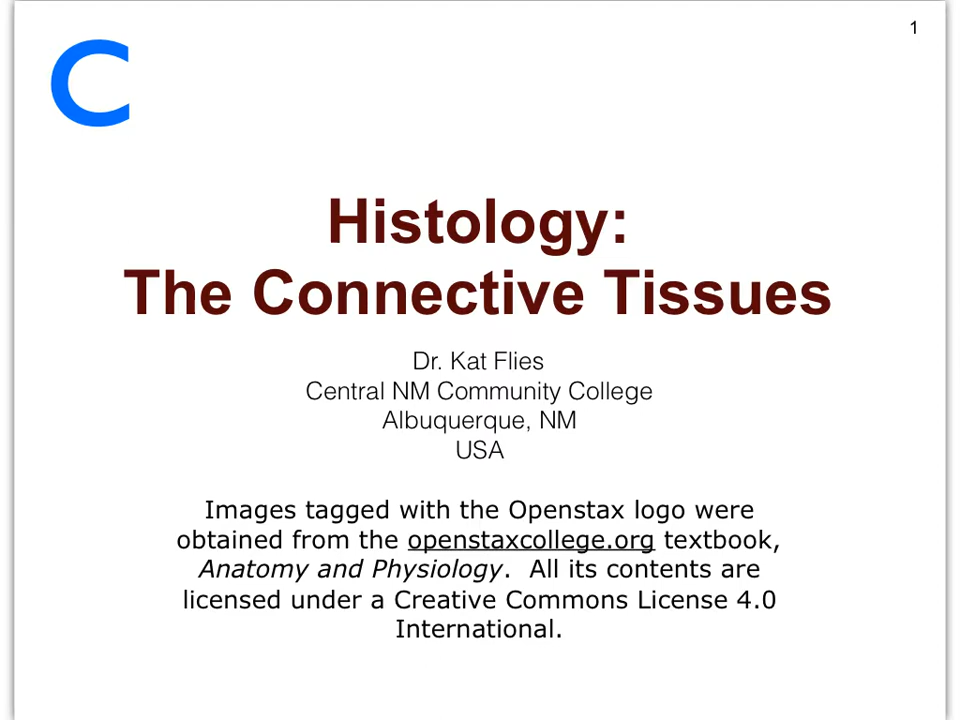 1
C
Histology:
The Connective Tissues
Dr. Kat Flies
Central NM Community College
Albuquerque, NM
USA
Images tagged with the Openstax logo were
obtained from the openstaxcollege.org textbook,
Anatomy and Physiology.  All its contents are
licensed under a Creative Commons License 4.0
International.